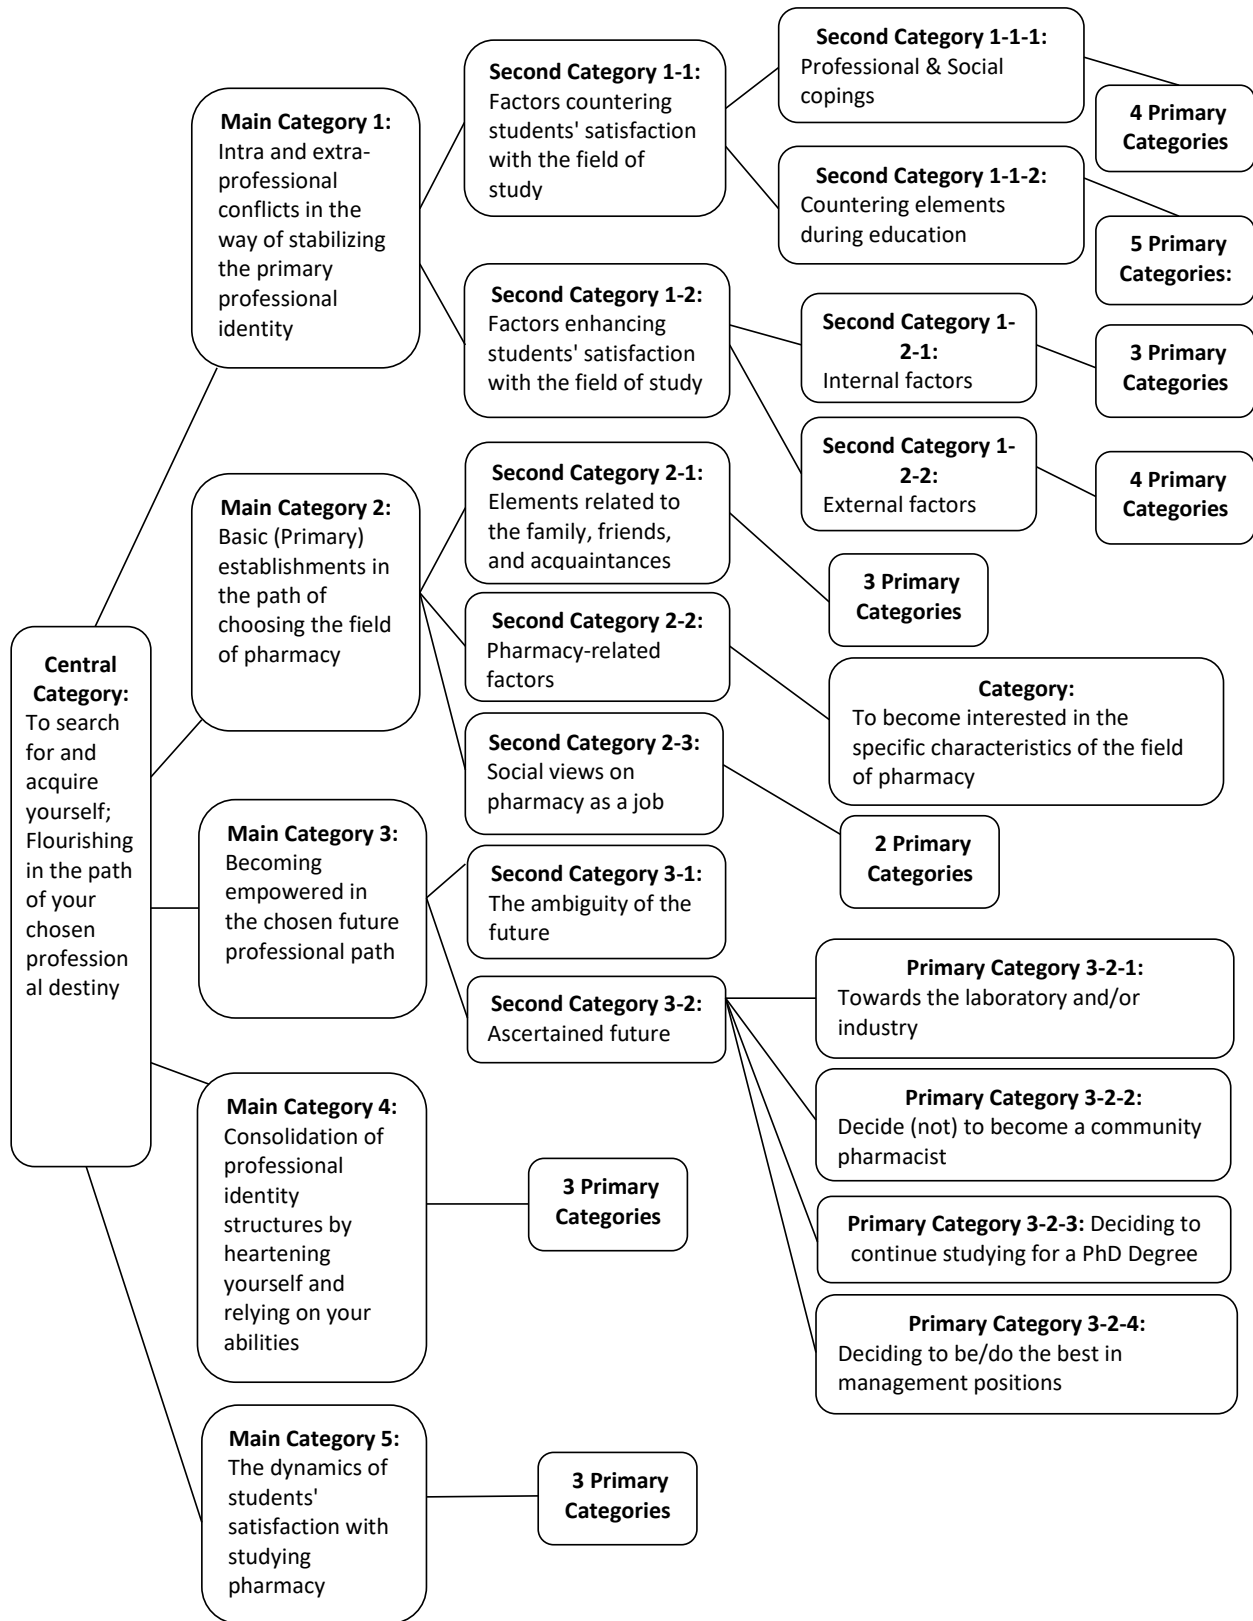 Central
Category:
To search
for and
acquire
yourself;
Flourishing
in the path
of your
chosen
profession
al destiny
Main Category 1:
Intra and extra-
professional
conflicts in the
way of stabilizing
the primary
professional
identity
Second Category 1-1:
Factors countering
students' satisfaction
with the field of
study
Second Category 1-1-1:
Professional & Social
copings
4 Primary
Categories
Second Category 1-1-2:
Countering elements
during education
5 Primary
Categories:
Second Category 1-2:
Factors enhancing
students' satisfaction
with the field of study
Second Category 1-
2-1:
Internal factors
3 Primary
Categories
Second Category 1-
2-2:
External factors
4 Primary
Categories
Main Category 2:
Basic (Primary)
establishments in
the path of
choosing the field
of pharmacy
Second Category 2-1:
Elements related to
the family, friends,
and acquaintances
3 Primary
Categories
Second Category 2-2:
Pharmacy-related
factors
Category:
To become interested in the
specific characteristics of the field
of pharmacy
Second Category 2-3:
Social views on
pharmacy as a job
2 Primary
Categories
Main Category 3:
Becoming
empowered in
the chosen future
professional path
Second Category 3-1:
The ambiguity of the
future
Second Category 3-2:
Ascertained future
Primary Category 3-2-1:
Towards the laboratory and/or
industry
Primary Category 3-2-2:
Decide (not) to become a community
pharmacist
Primary Category 3-2-3: Deciding to
continue studying for a PhD Degree
Primary Category 3-2-4:
Deciding to be/do the best in
management positions
Main Category 4:
Consolidation of
professional
identity
structures by
heartening
yourself and
relying on your
abilities
3 Primary
Categories
Main Category 5:
The dynamics of
students'
satisfaction with
studying
pharmacy
3 Primary
Categories